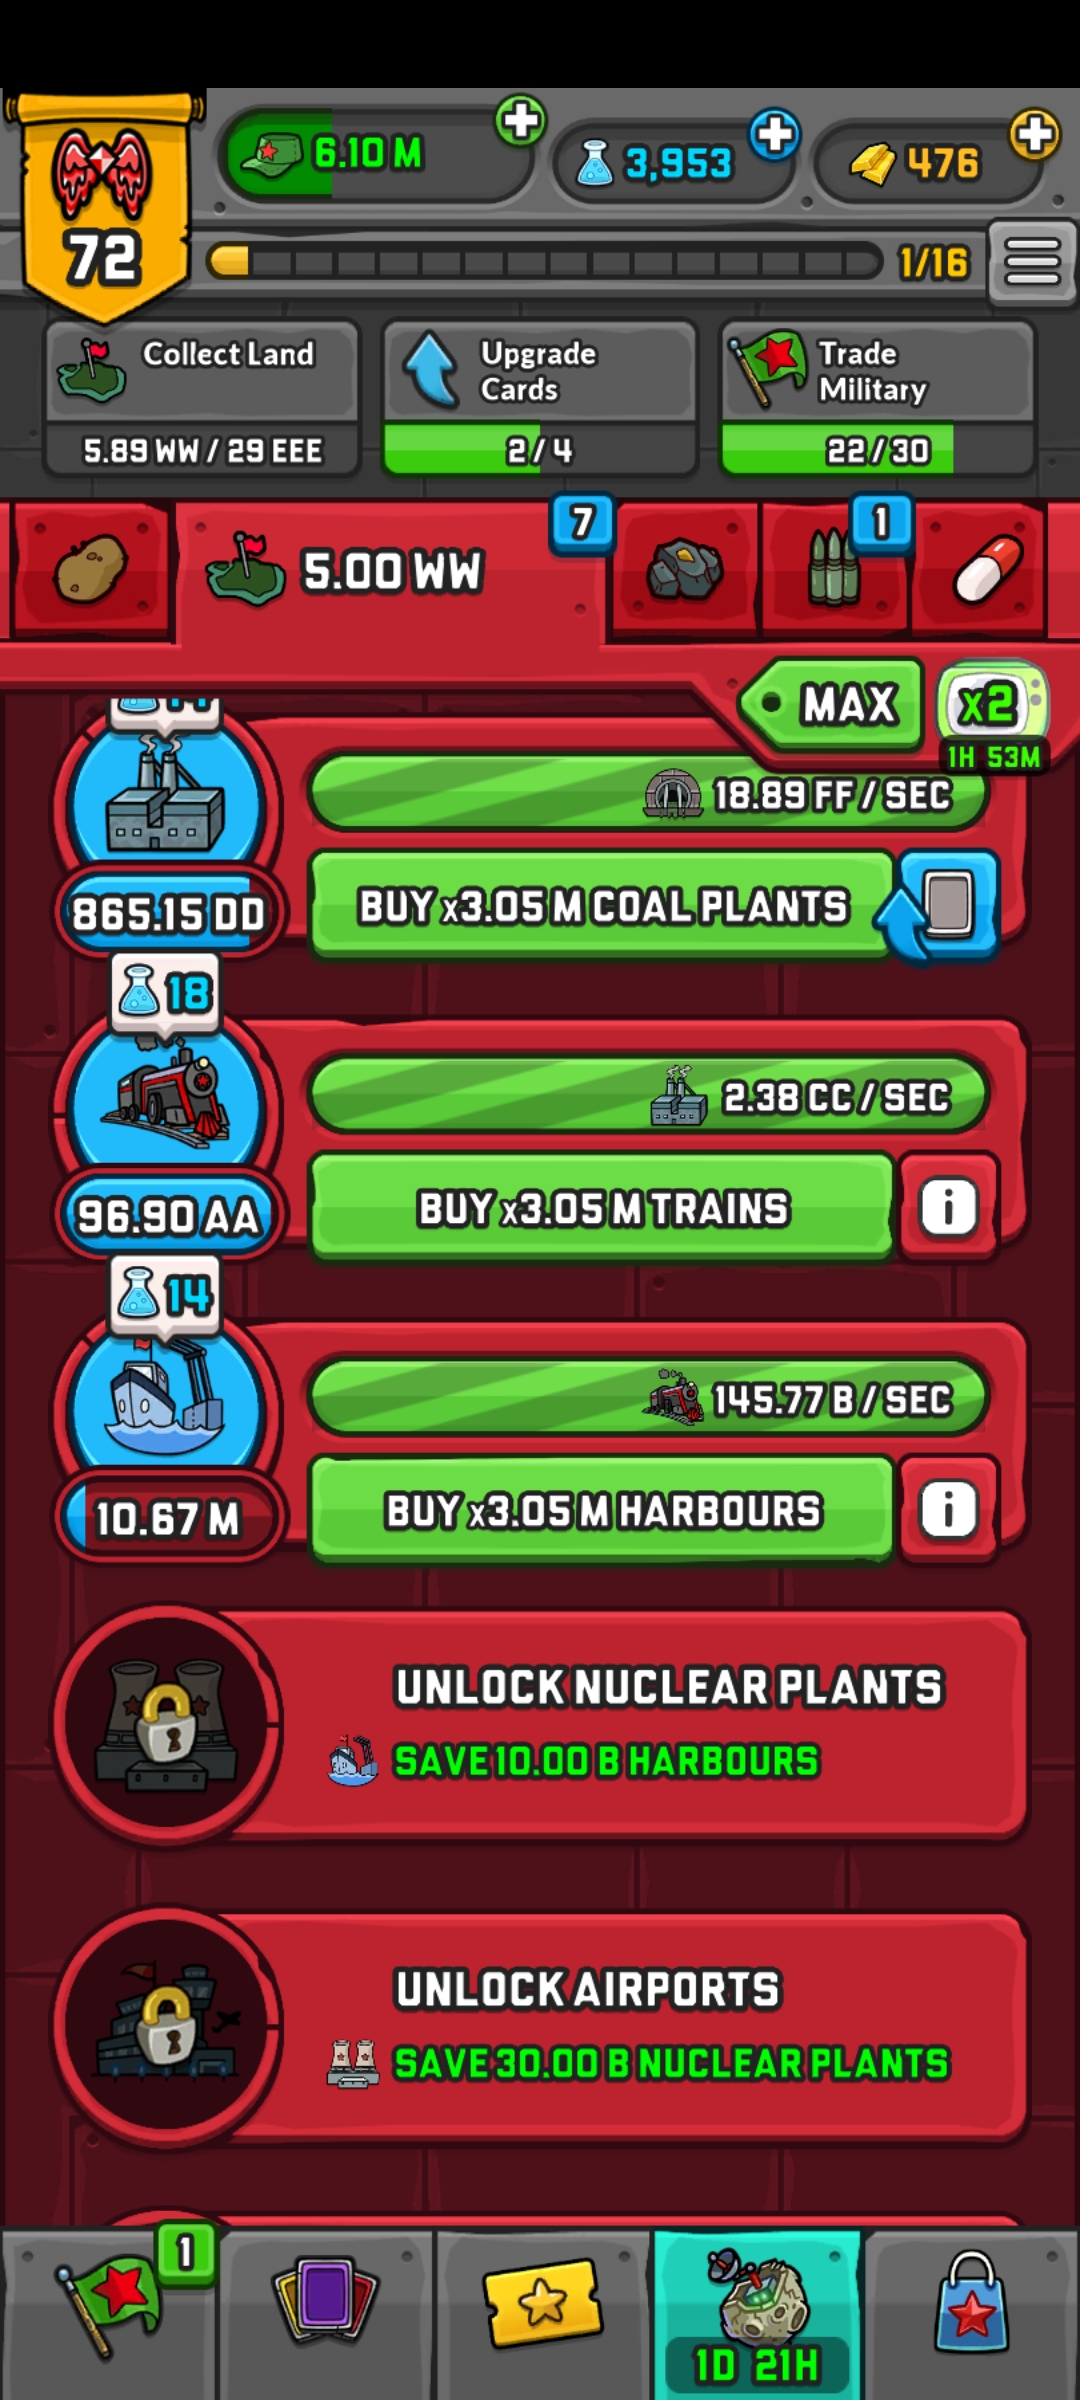 6.10 M
3,953
476
72
1/16
Collect Land
5.89 WW / 29 EEE
Upgrade
Cards
2/4
Trade
Military
22/30
5.00 WW
7
1
MAX
x2
1H 53M
18.89 FF/SEC
865.15 DD
BUY x3.05 M COAL PLANTS
18
2.38 CC/SEC
96.90 AA
BUY x3.05 M TRAINS
i
14
145.77 B/SEC
10.67 M
BUY x3.05 M HARBOURS
i
UNLOCK NUCLEAR PLANTS
SAVE 10.00 B HARBOURS
UNLOCK AIRPORTS
SAVE 30.00 B NUCLEAR PLANTS
1
1D 21H